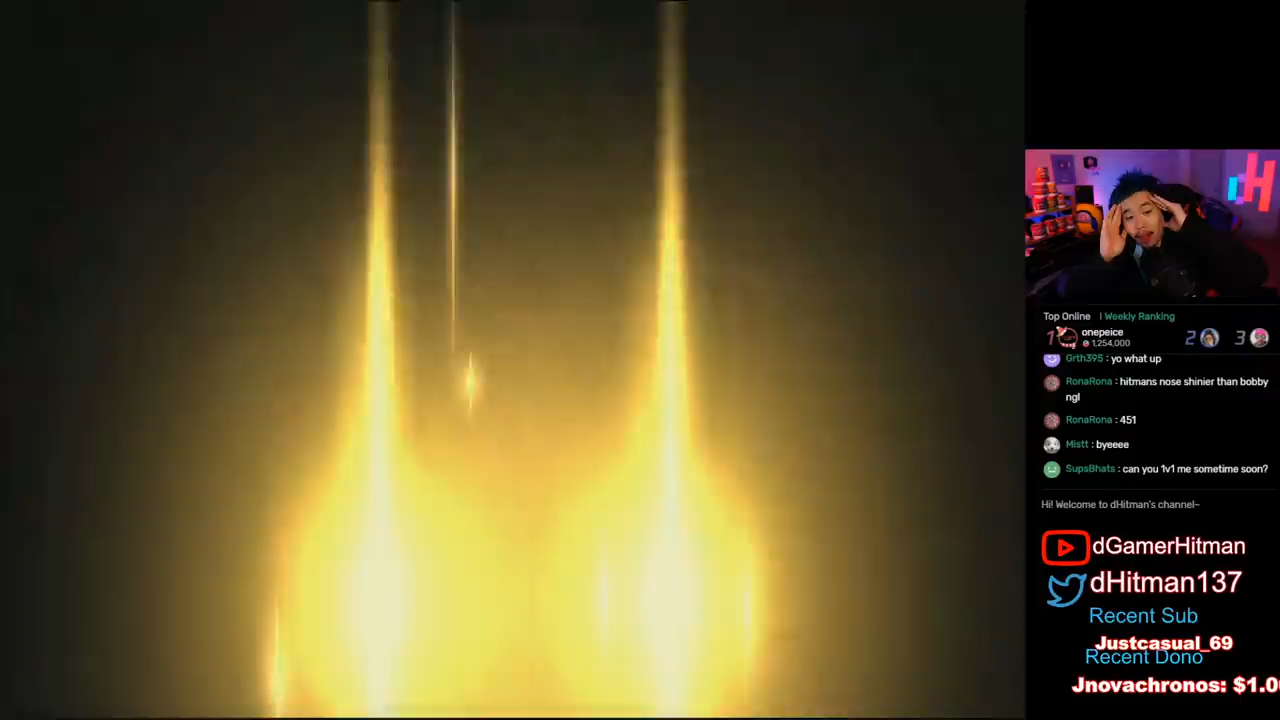 Top Online | Weekly Ranking
1 onepeice 2 3
1,254,000
Grth395 : yo what up
RonaRona : hitmans nose shinier than bobby
ngl
RonaRona : 451
Mistt : byeeee
SupsBhats : can you 1v1 me sometime soon?
Hi! Welcome to dHitman's channel~
dGamerHitman
dHitman137
Recent Sub
Justcasual_69
Recent Dono
Jnovachronos: $1.0
dH